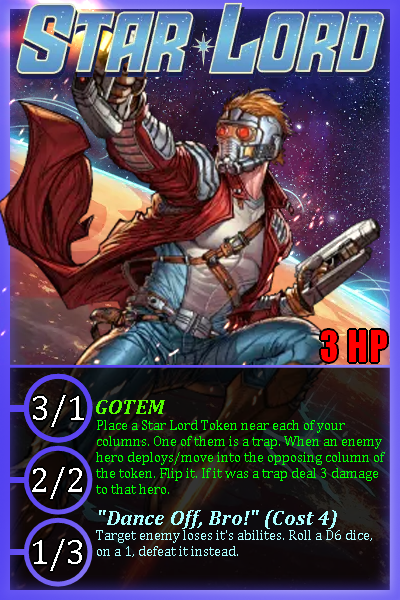 STAR LORD
3 HP
3/1
GOTEM
Place a Star Lord Token near each of your
columns. One of them is a trap. When an enemy
hero deploys/move into the opposing column of
the token. Flip it. If it was a trap deal 3 damage
to that hero.
2/2
"Dance Off, Bro!" (Cost 4)
Target enemy loses it's abilites. Roll a D6 dice,
on a 1, defeat it instead.
1/3